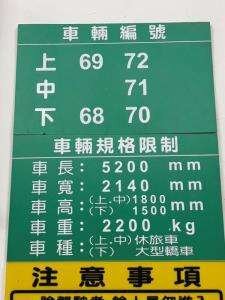 車輛編號
上 69 72
中 71
下 68 70
車輛規格限制
車長：5200 mm
車寬：2140 mm
車高：(上.中)1800 mm
(下) 1500 mm
車重：2200 kg
車種：(上.中)休旅車
(下) 大型轎車
注意事項